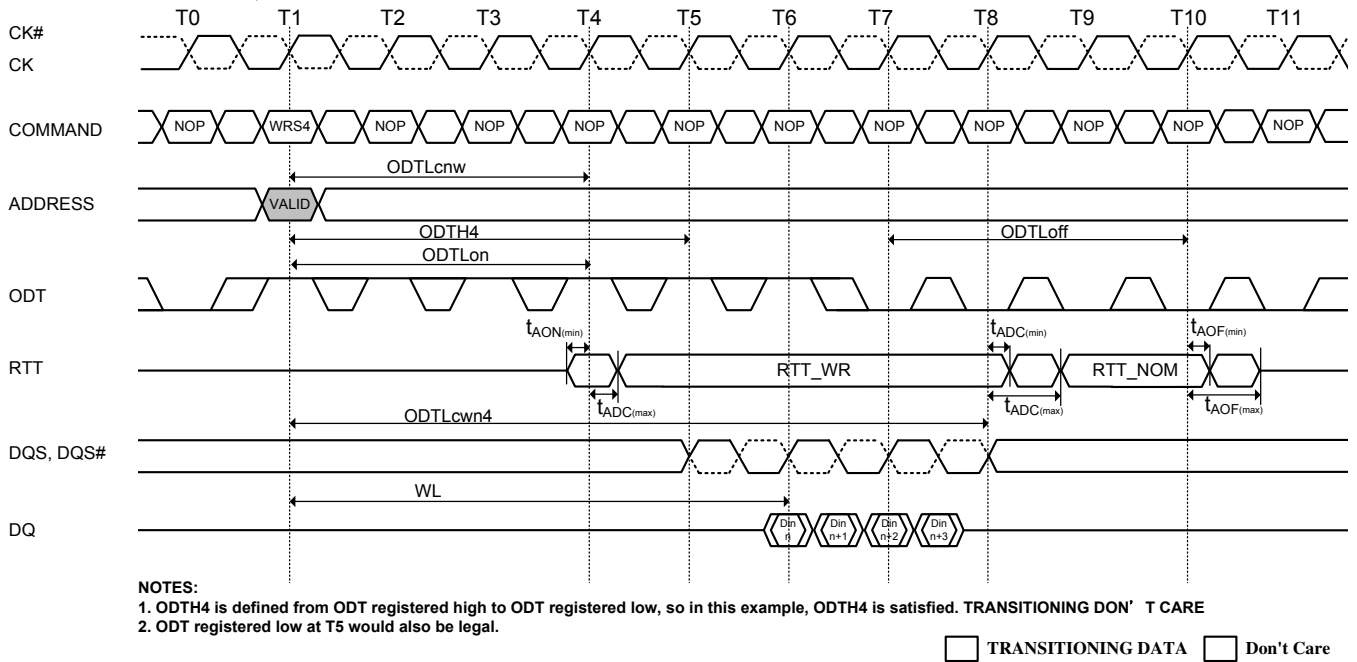 T0 T1 T2 T3 T4 T5 T6 T7 T8 T9 T10 T11
CK#
CK
COMMAND NOP WRS4 NOP NOP NOP NOP NOP NOP NOP NOP NOP NOP
ODTLcnw
ADDRESS VALID
ODTH4 ODTLoff
ODTLon
ODT
tAON(min) tADC(min) tAOF(min)
RTT RTT_WR RTT_NOM
tADC(max) tADC(max) tAOF(max)
ODTLcwn4
DQS, DQS#
WL
DQ Din n Din n+1 Din n+2 Din n+3
NOTES:
1. ODTH4 is defined from ODT registered high to ODT registered low, so in this example, ODTH4 is satisfied. TRANSITIONING DON' T CARE
2. ODT registered low at T5 would also be legal.
TRANSITIONING DATA Don't Care